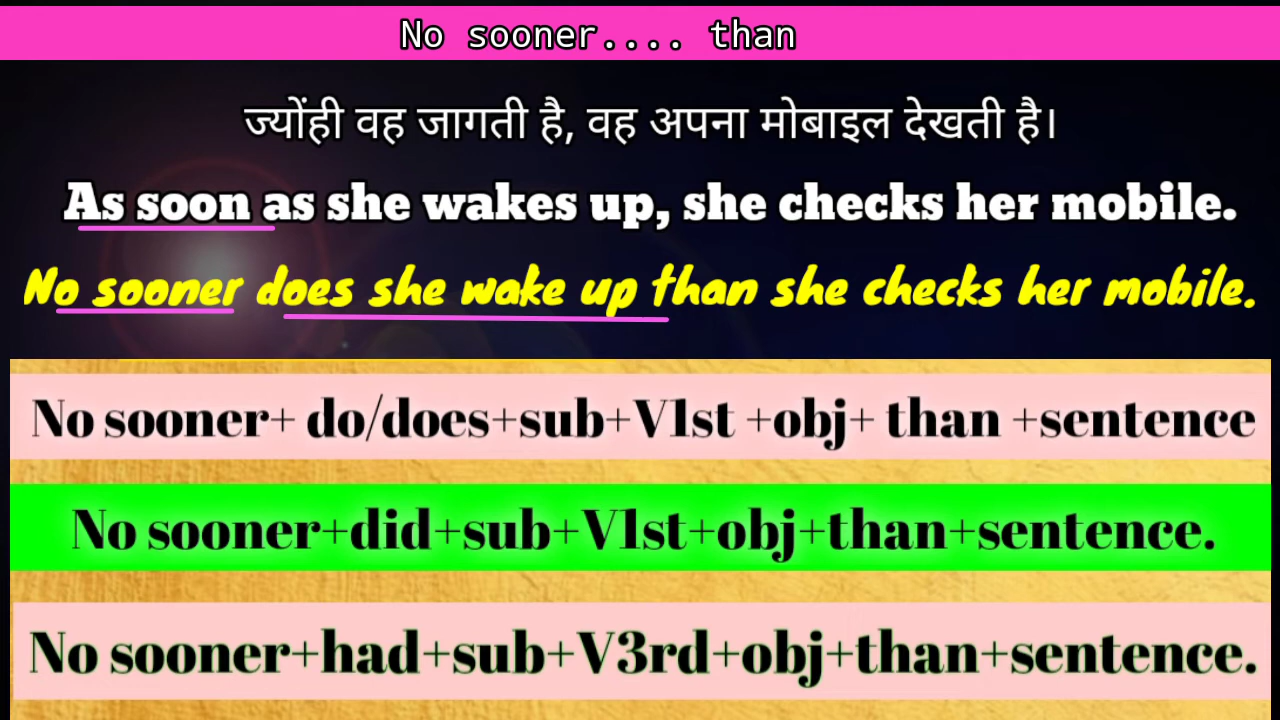 No sooner.... than
ज्योंही वह जागती है, वह अपना मोबाइल देखती है।
As soon as she wakes up, she checks her mobile.
No sooner does she wake up than she checks her mobile.
No sooner+ do/does+sub+V1st +obj+ than +sentence
No sooner+did+sub+V1st+obj+than+sentence.
No sooner+had+sub+V3rd+obj+than+sentence.